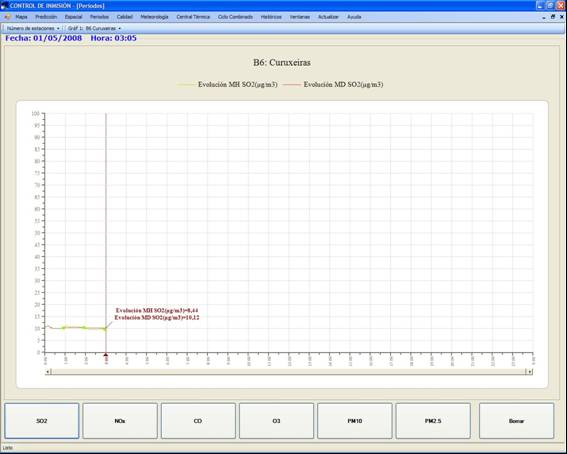 CONTROL DE INMISIÓN - [Periodos]
Mapas Predicción Espacial Periodos Calidad Meteorología Central Térmica Ciclo Combinado Históricos Ventanas Actualizar Ayuda
Número de estaciones Gráf 1: B6 Curuxeiras
Fecha: 01/05/2008 Hora: 03:05
B6: Curuxeiras
Evolución MH SO2(µg/m3) Evolución MD SO2(µg/m3)
100
95
90
85
80
75
70
65
60
55
50
45
40
35
30
25
20
15
10
5
0
Evolución MH SO2(µg/m3)=8,44
Evolución MD SO2(µg/m3)=10,12
SO2 NOx CO O3 PM10 PM2.5 Borrar
Listo